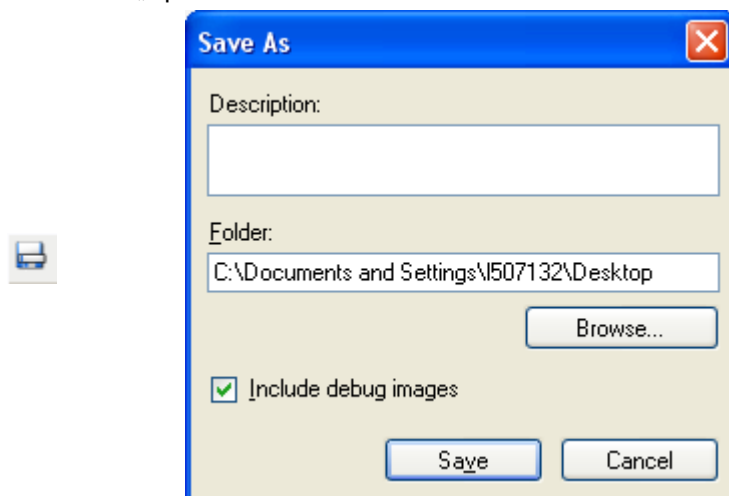 Save As
Description:
Folder:
C:\Documents and Settings\I507132\Desktop
Browse...
Include debug images
Save
Cancel